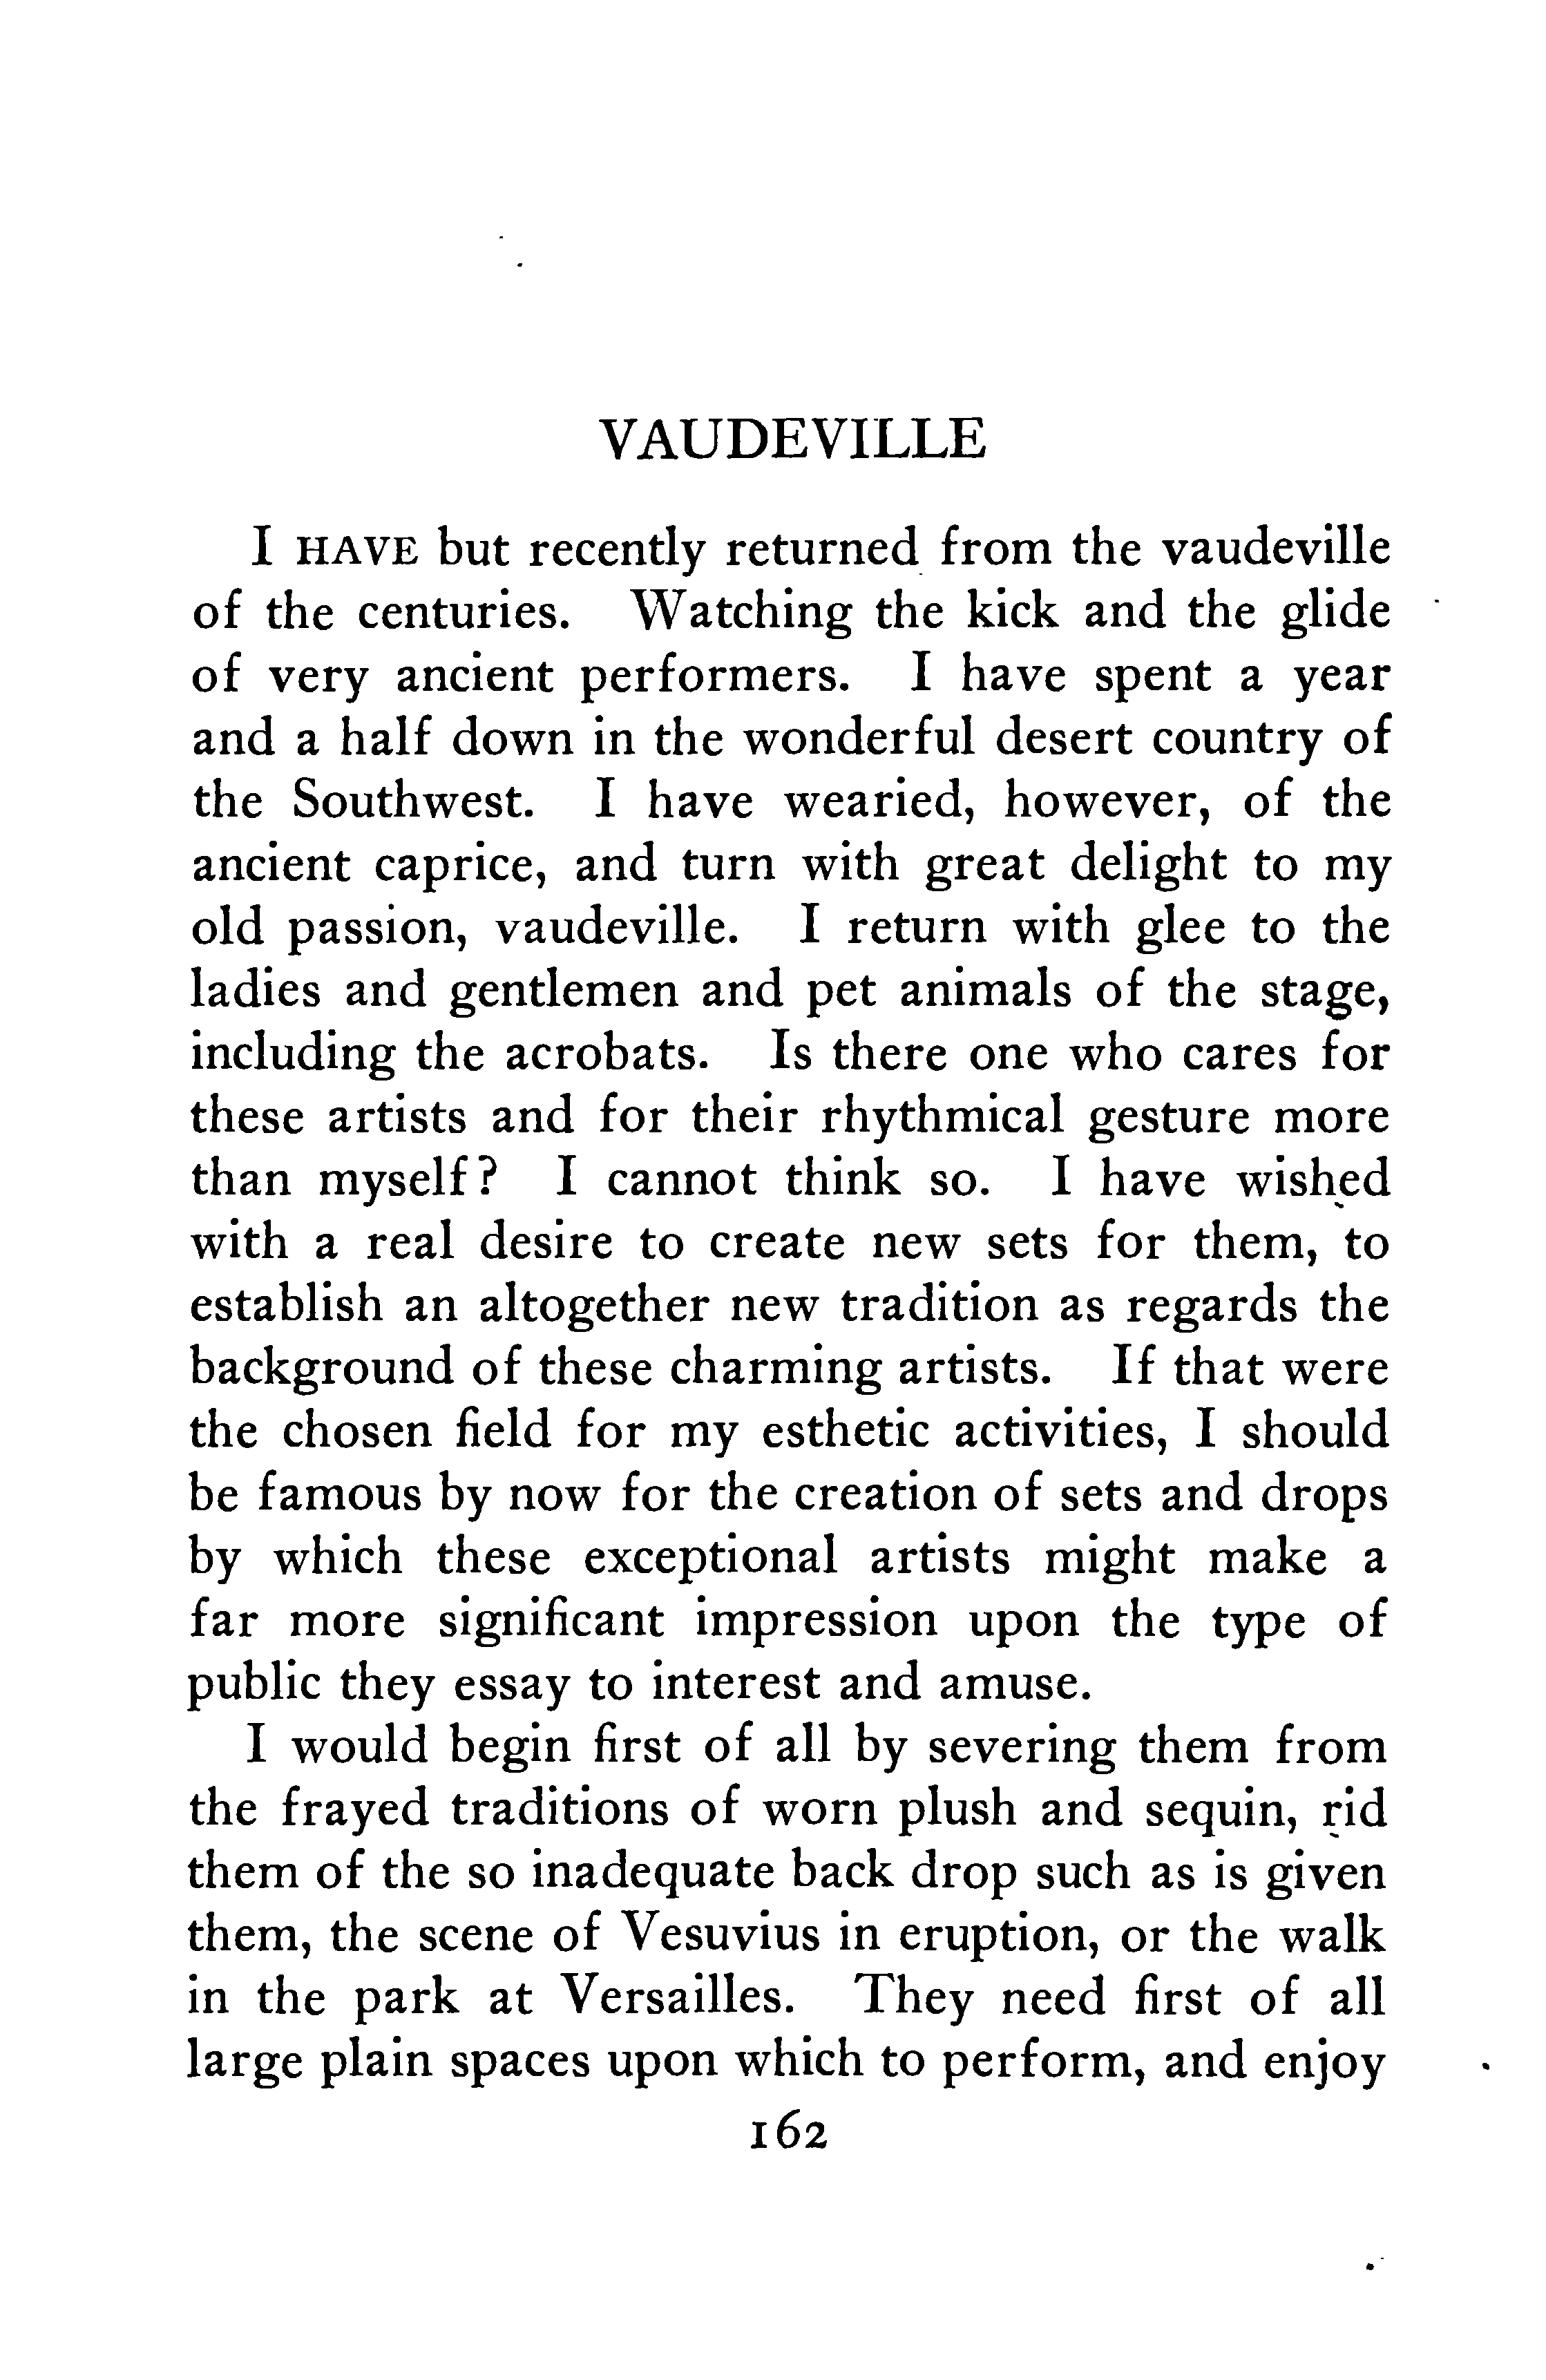 VAUDEVILLE
I HAVE but recently returned from the vaudeville
of the centuries. Watching the kick and the glide
of very ancient performers. I have spent a year
and a half down in the wonderful desert country of
the Southwest. I have wearied, however, of the
ancient caprice, and turn with great delight to my
old passion, vaudeville. I return with glee to the
ladies and gentlemen and pet animals of the stage,
including the acrobats. Is there one who cares for
these artists and for their rhythmical gesture more
than myself? I cannot think so. I have wished
with a real desire to create new sets for them, to
establish an altogether new tradition as regards the
background of these charming artists. If that were
the chosen field for my esthetic activities, I should
be famous by now for the creation of sets and drops
by which these exceptional artists might make a
far more significant impression upon the type of
public they essay to interest and amuse.
I would begin first of all by severing them from
the frayed traditions of worn plush and sequin, rid
them of the so inadequate back drop such as is given
them, the scene of Vesuvius in eruption, or the walk
in the park at Versailles. They need first of all
large plain spaces upon which to perform, and enjoy
162